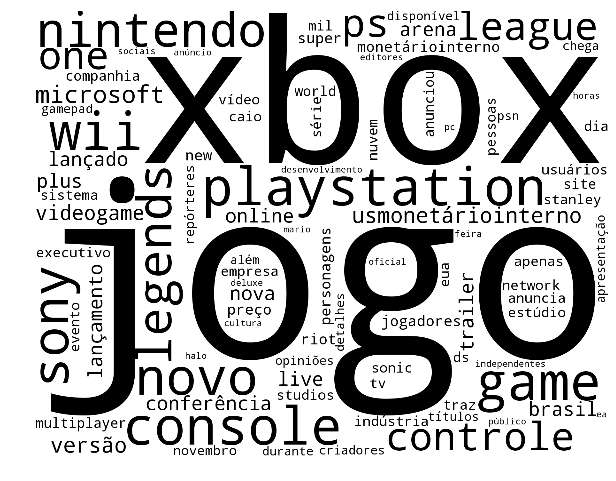 nintendo
ps
disponível
league
mil
super
arena
one
sociais
anúncio
monetáriointerno
chega
editores
xbox
companhia
microsoft
gamepad
vídeo
caio
world
série
anunciou
pc
nuvem
pessoas
psn
horas
dia
wii
lançado
new
desenvolvimento
usuários
site
stanley
plus
sistema
videogame
legends
repórteres
playstation
online
usmonetáriointerno
mario
feira
jogo
executivo
sony
evento
lançamento
além
empresa
deluxe
nova
preço
cultura
personagens
detalhes
oficial
eua
trailer
apenas
network
anuncia
estúdio
apresentação
jogadores
riot
halo
opiniões
ds
independentes
novo
live
studios
sonic
tv
game
conferência
traz
brasil
ea
multiplayer
console
indústria
títulos
público
controle
versão
novembro
durante
criadores